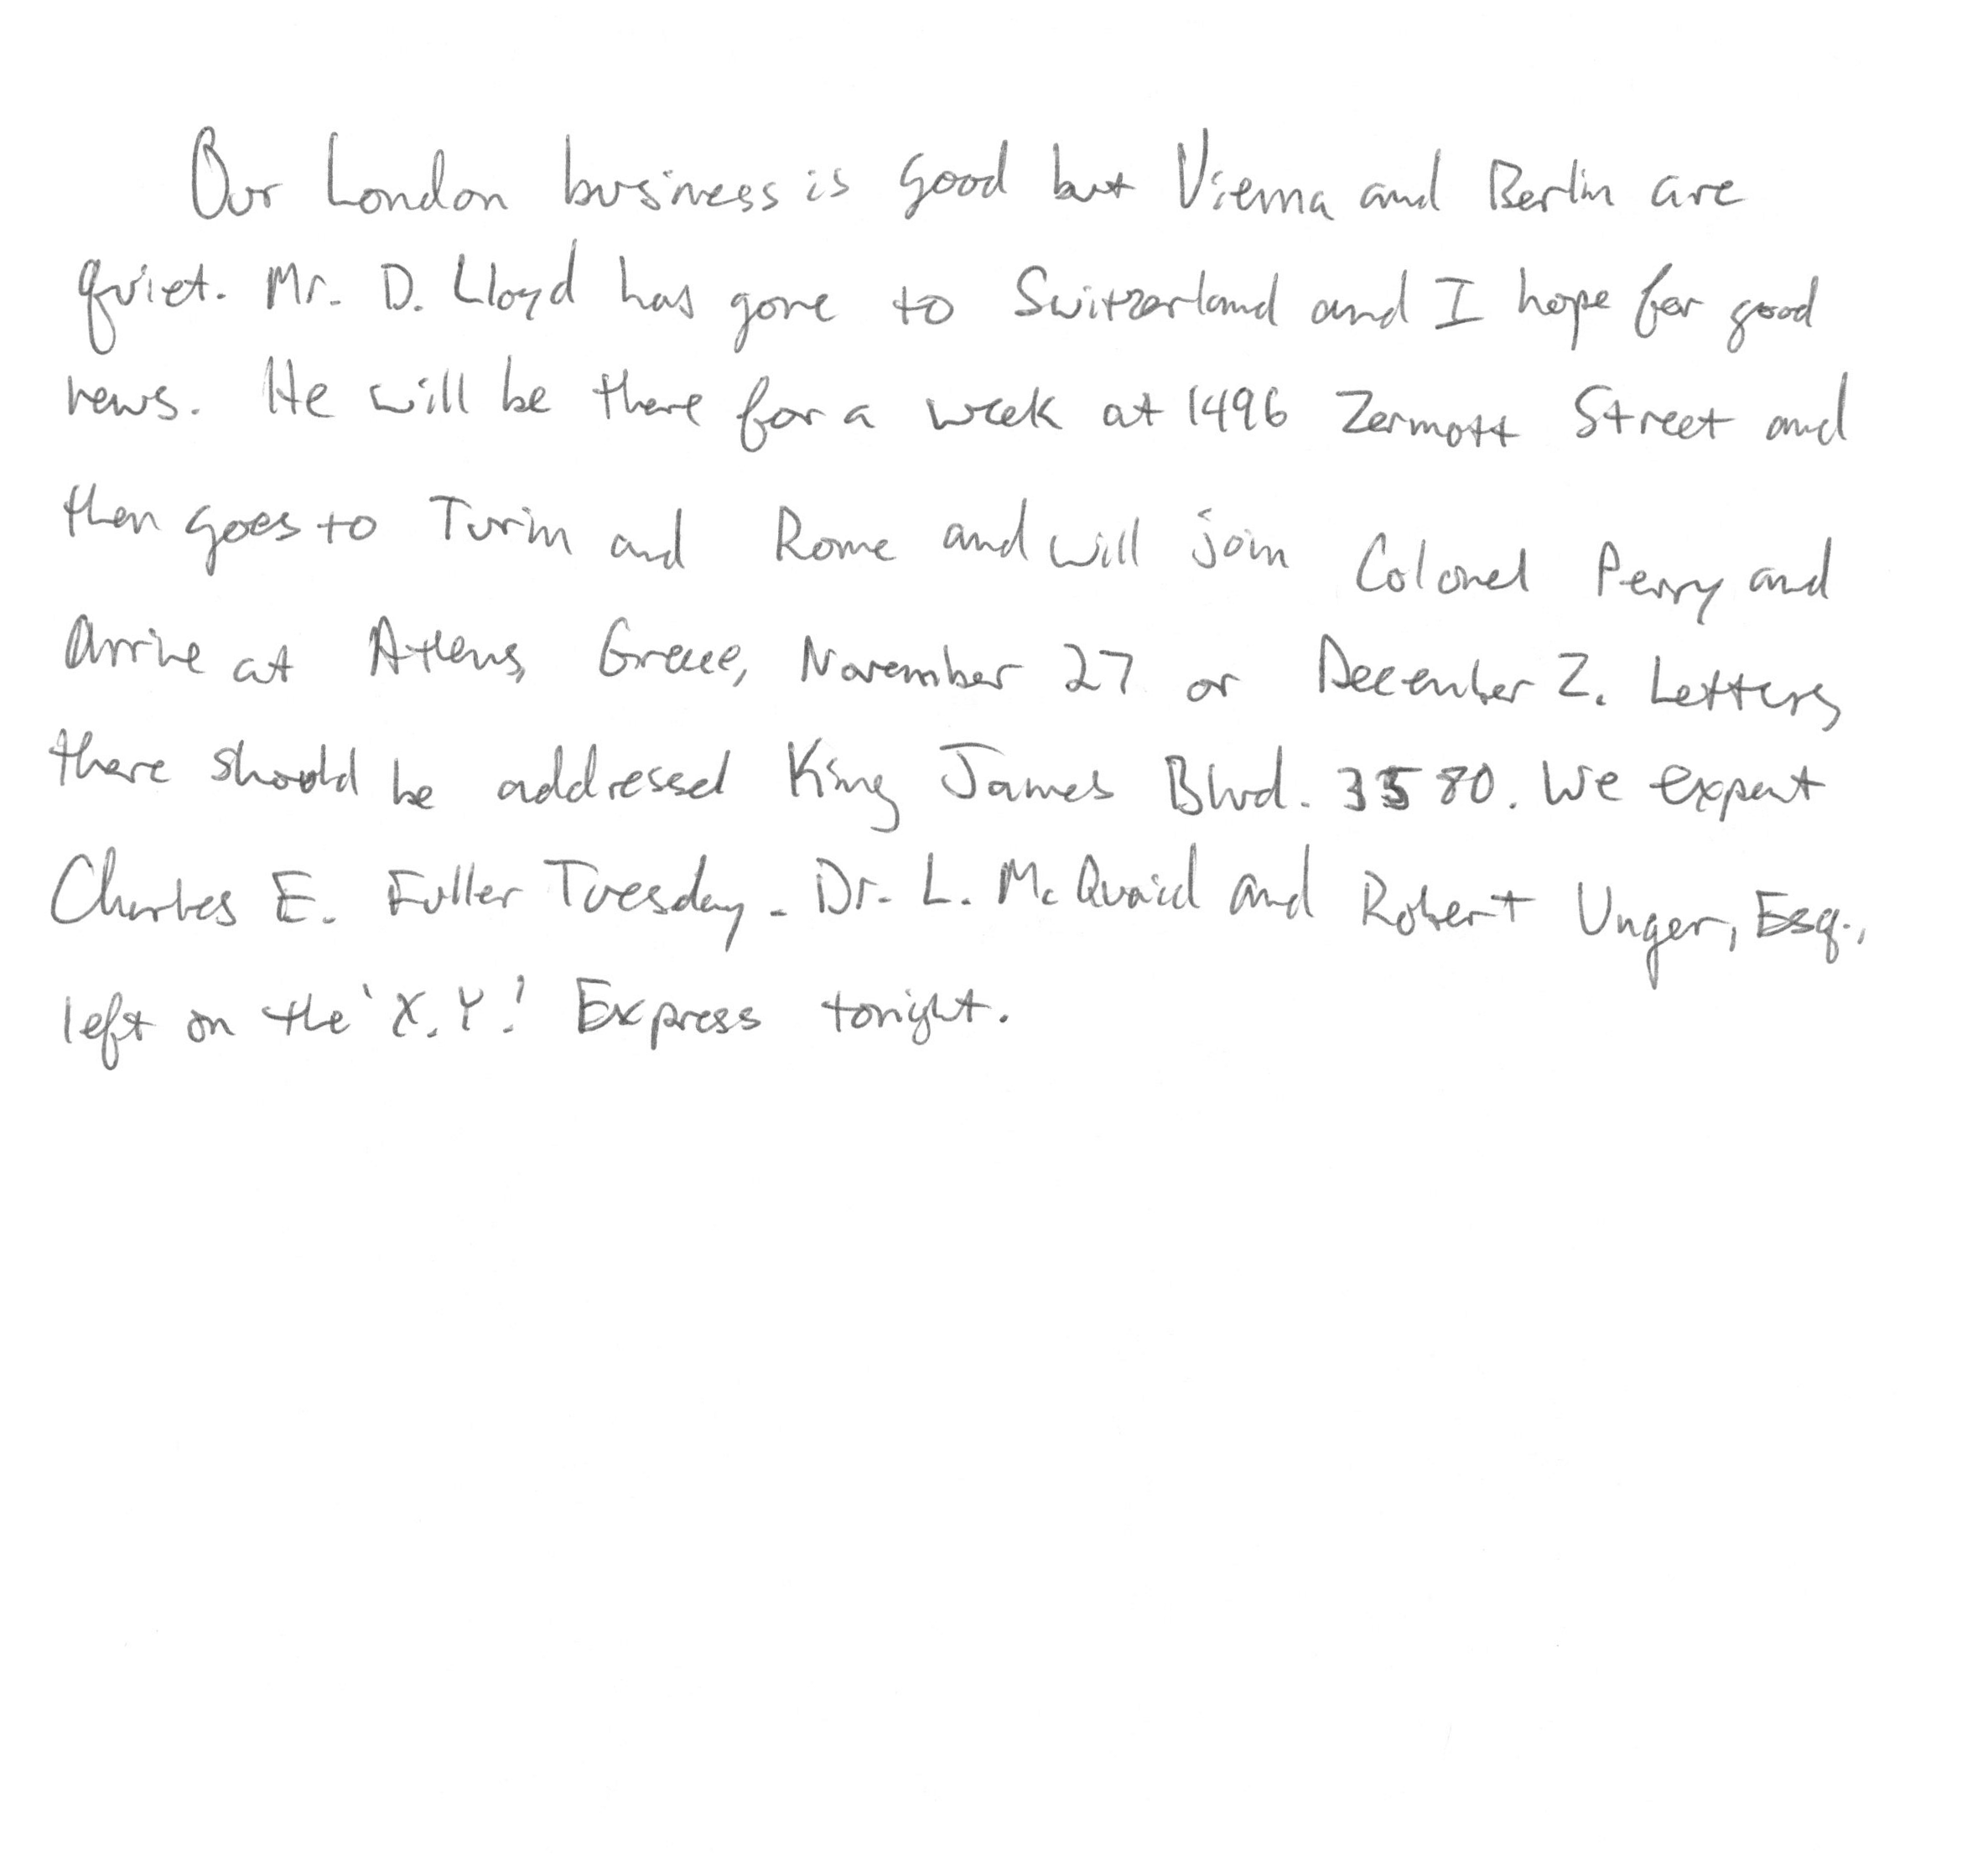 Our London business is good but Vienna and Berlin are
quiet. Mr. D. Lloyd has gone to Switzerland and I hope for good
news. He will be there for a week at 1496 Zermott Street and
then goes to Turin and Rome and will join Colonel Perry and
arrive at Athens, Greece, November 27 or December 2. Letters
there should be addressed King James Blvd. 3580. We expect
Charles E. Fuller Tuesday. Dr. L. McQuaid and Robert Unger, Esq.,
left on the 'X.Y.' Express tonight.